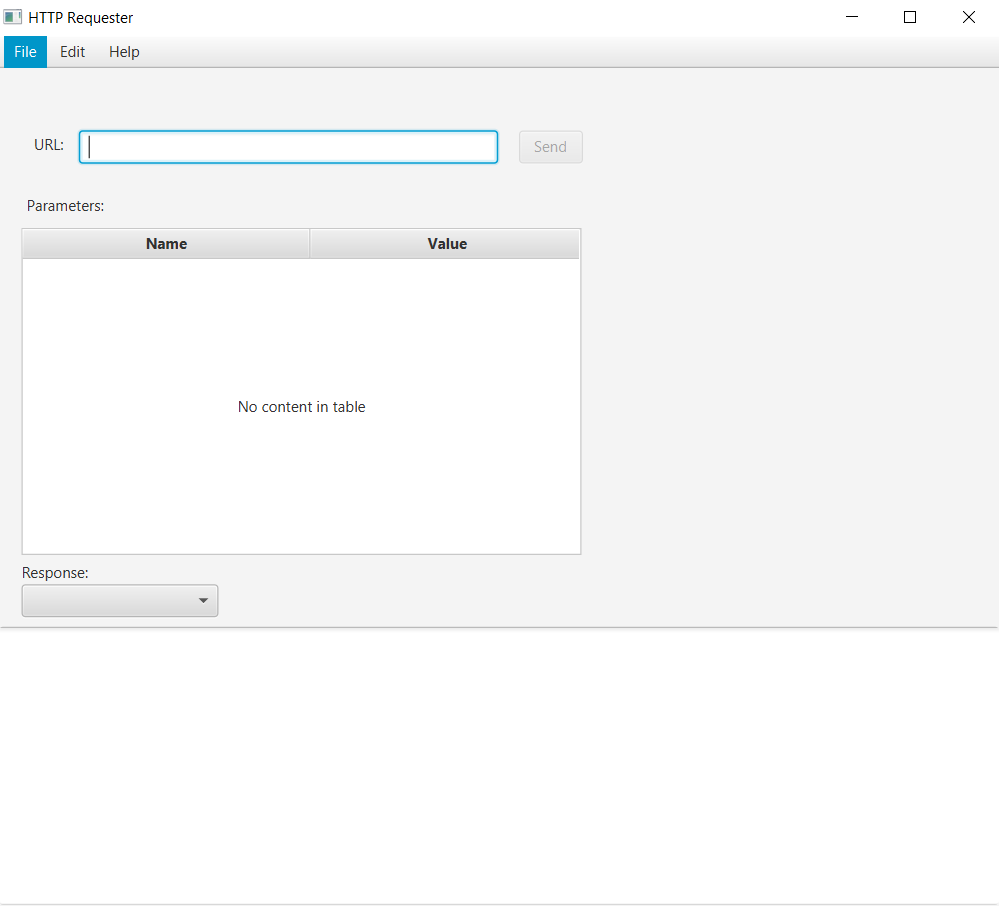 HTTP Requester
File Edit Help
URL: Send
Parameters:
Name Value
No content in table
Response: